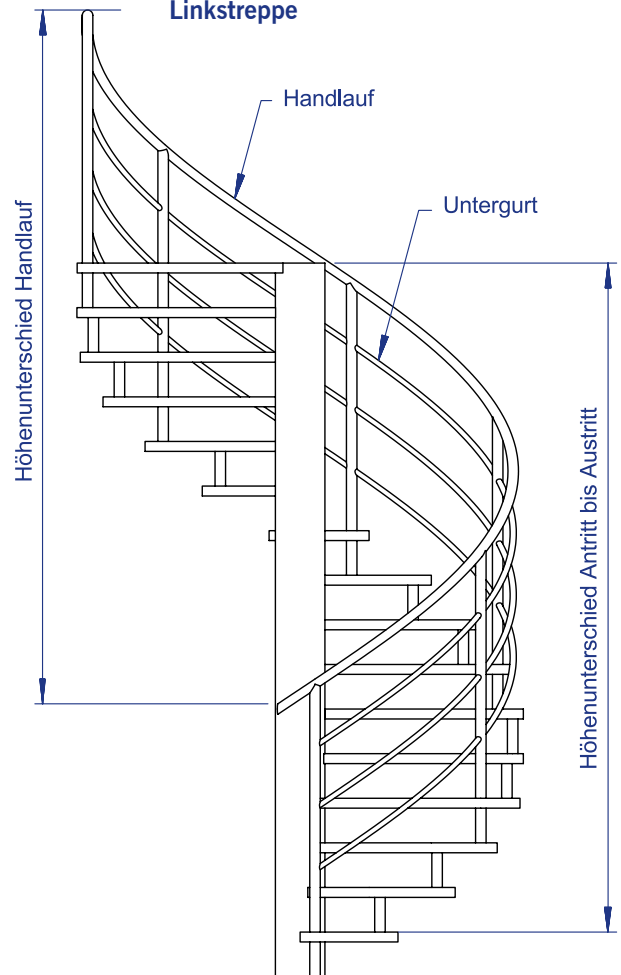 Linkstreppe
Handlauf
Untergurt
Höhenunterschied Handlauf
Höhenunterschied Antritt bis Austritt